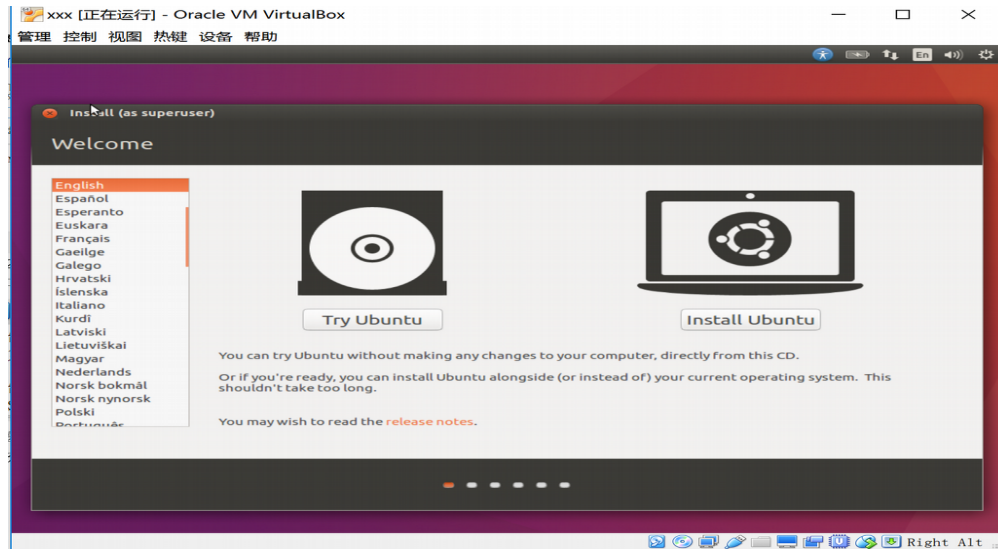 xxx [正在运行] - Oracle VM VirtualBox
管理 控制 视图 热键 设备 帮助
En
Install (as superuser)
Welcome
English
Español
Esperanto
Euskara
Français
Gaeilge
Galego
Hrvatski
Íslenska
Italiano
Kurdî
Latviski
Lietuviškai
Magyar
Nederlands
Norsk bokmål
Norsk nynorsk
Polski
Português
Try Ubuntu
Install Ubuntu
You can try Ubuntu without making any changes to your computer, directly from this CD.
Or if you're ready, you can install Ubuntu alongside (or instead of) your current operating system. This
shouldn't take too long.
You may wish to read the release notes.
Right Alt